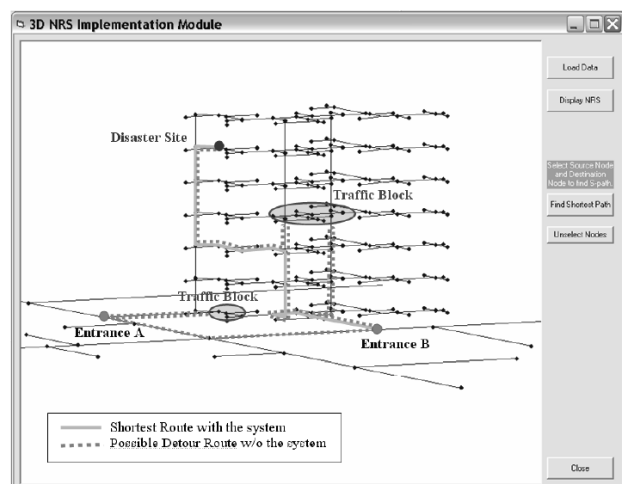 3D NRS Implementation Module
Load Data
Display NRS
Disaster Site
Select Source Node
and Destination
Node to find S-path.
Traffic Block
Find Shortest Path
Unselect Nodes
Traffic Block
Entrance A
Entrance B
Shortest Route with the system
Possible Detour Route w/o the system
Close